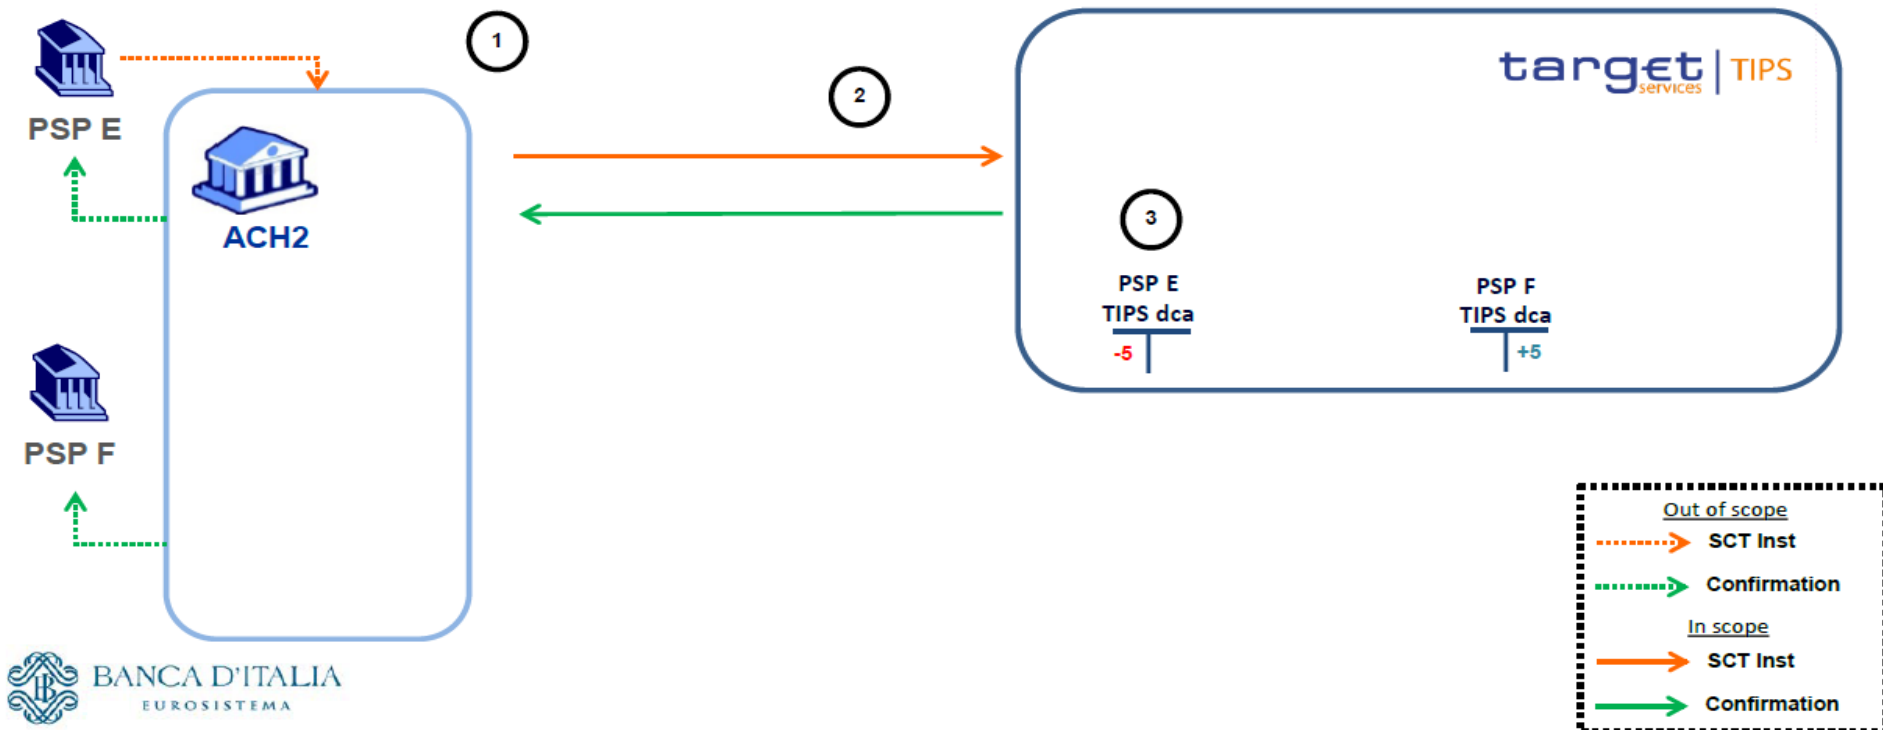 1
2
target
services
TIPS
PSP E
ACH2
3
PSP E
TIPS dca
-5
PSP F
TIPS dca
+5
PSP F
Out of scope
SCT Inst
Confirmation
In scope
SCT Inst
Confirmation
BANCA D'ITALIA
EUROSISTEMA